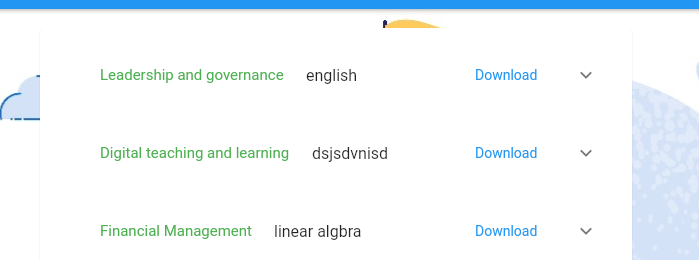 Leadership and governance english Download
Digital teaching and learning dsjsdvnisd Download
Financial Management linear algbra Download